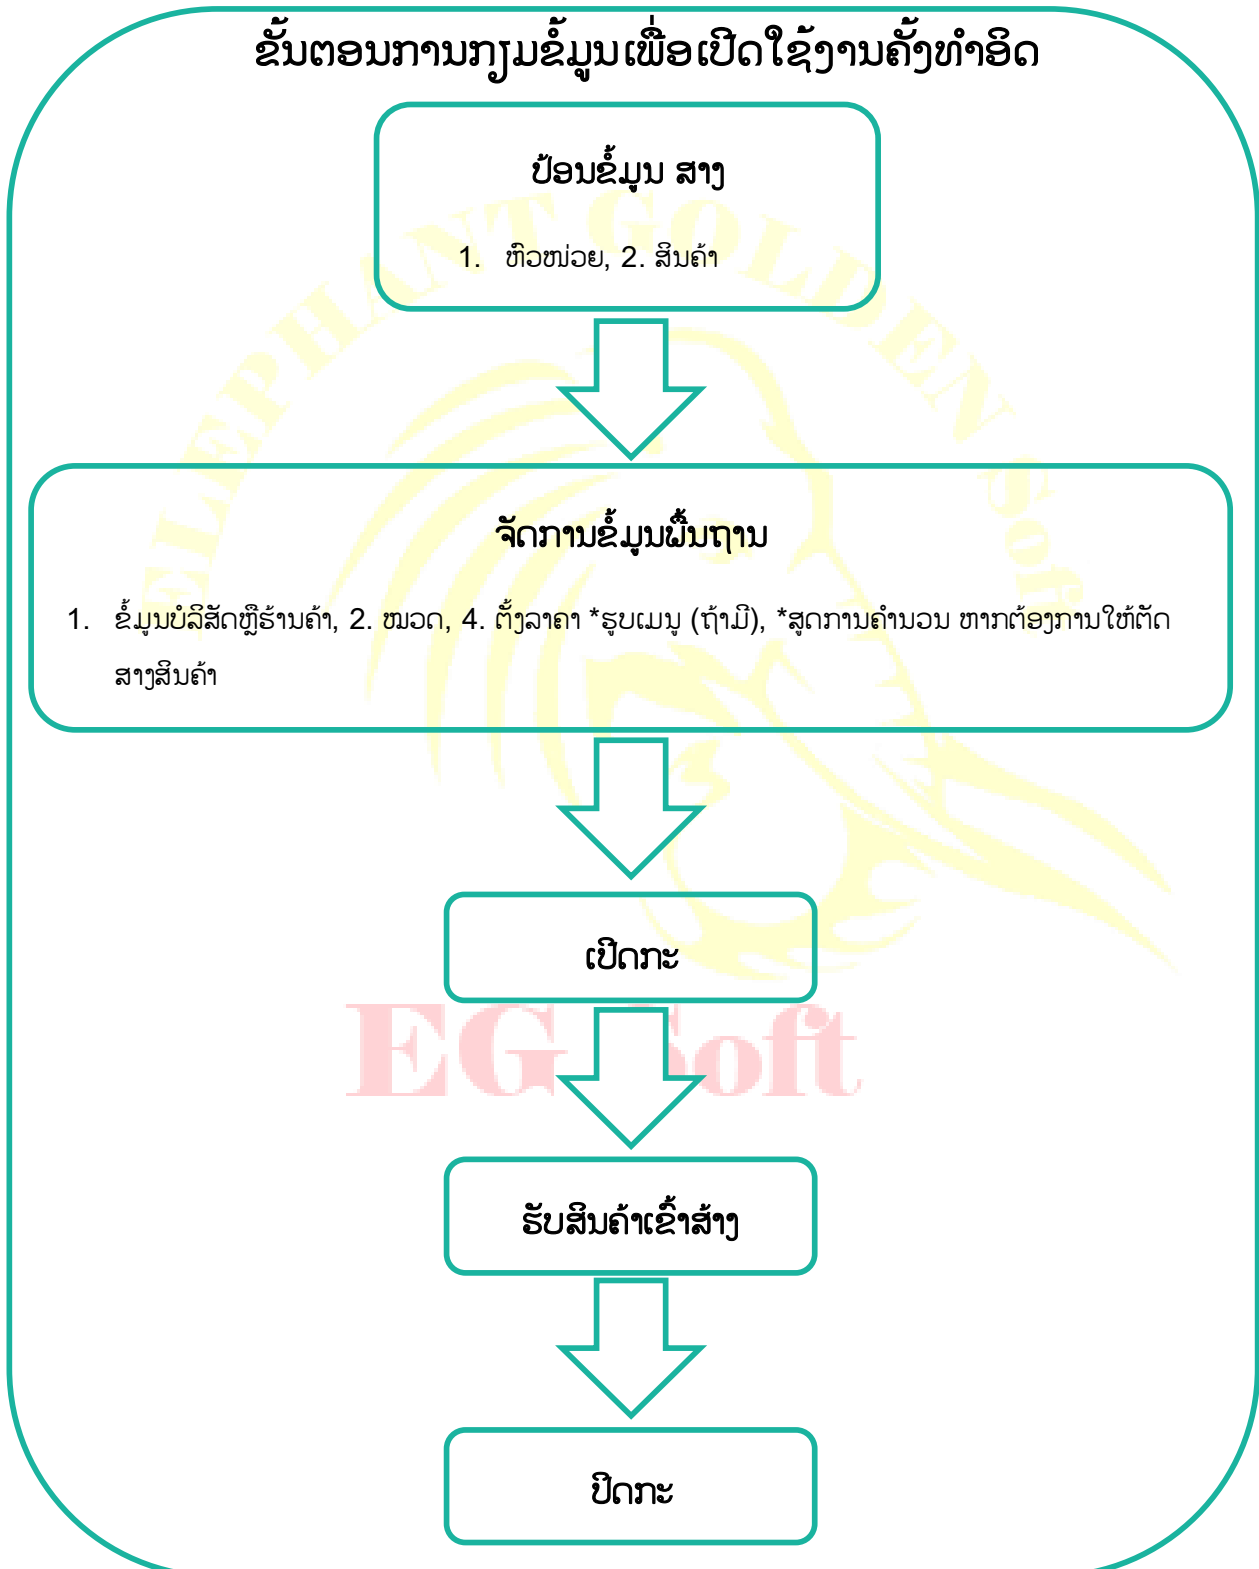 ຂັ້ນຕອນການກຽມຂໍ້ມູນເພື່ອເປີດໃຊ້ງານຄັ້ງທຳອິດ
ປ້ອນຂໍ້ມູນ ສາງ
1. ຫົວໜ່ວຍ, 2. ສິນຄ້າ
ELEPHANT GOLDEN Soft
ຈັດການຂໍ້ມູນພື້ນຖານ
1. ຂໍ້ມູນບໍລິສັດຫຼືຮ້ານຄ້າ, 2. ໝວດ, 4. ຕັ້ງລາຄາ *ຮູບເມນູ (ຖ້າມີ), *ສູດການຄຳນວນ ຫາກຕ້ອງການໃຫ້ຕັດ
ສາງສິນຄ້າ
ເປີດກະ
EG Soft
ຮັບສິນຄ້າເຂົ້າສ້າງ
ປິດກະ